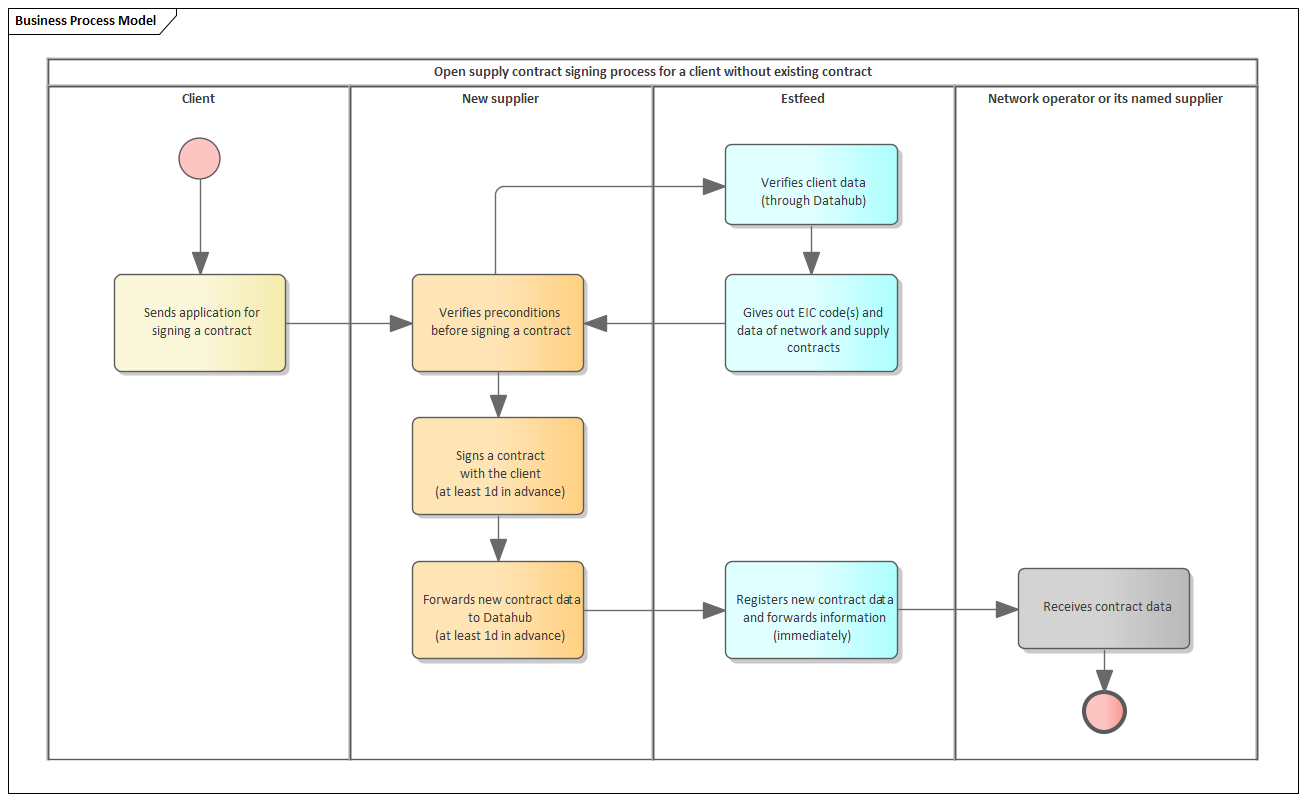 Business Process Model
Open supply contract signing process for a client without existing contract
Client
New supplier
Estfeed
Network operator or its named supplier
Verifies client data
(through Datahub)
Sends application for
signing a contract
Verifies preconditions
before signing a contract
Gives out EIC code(s) and
data of network and supply
contracts
Signs a contract
with the client
(at least 1d in advance)
Forwards new contract data
to Datahub
(at least 1d in advance)
Registers new contract data
and forwards information
(immediately)
Receives contract data